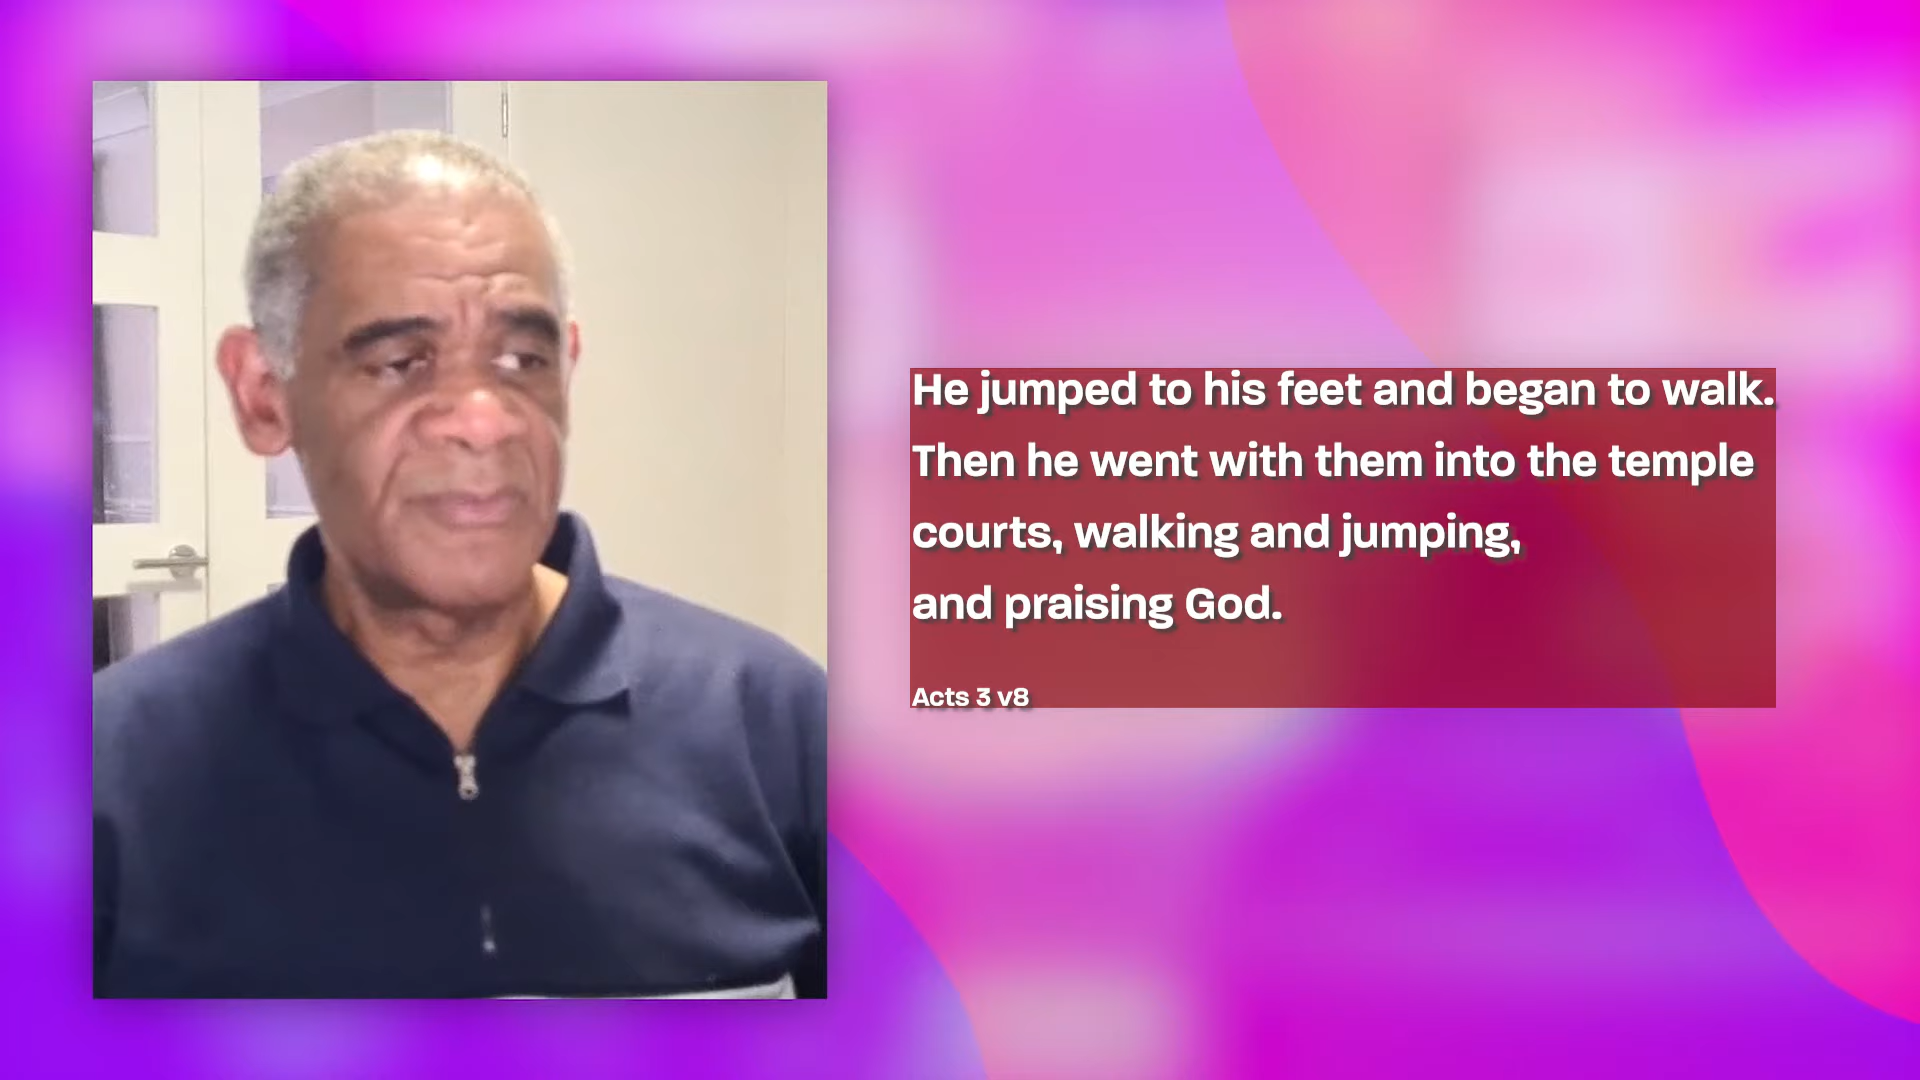 He jumped to his feet and began to walk.
Then he went with them into the temple
courts, walking and jumping,
and praising God.
Acts 3 v8